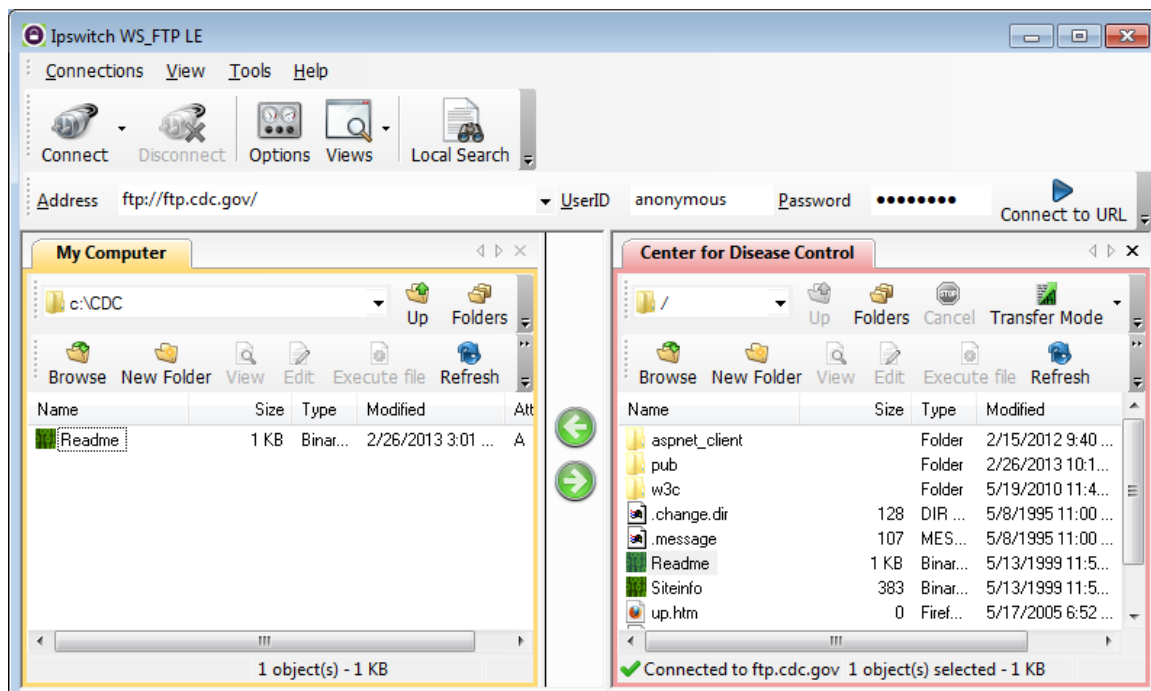 Ipswitch WS_FTP LE
Connections View Tools Help
Connect Disconnect Options Views Local Search
Address ftp://ftp.cdc.gov/ UserID anonymous Password •••••••• Connect to URL
My Computer
c:\CDC Up Folders
Browse New Folder View Edit Execute file Refresh
Name Size Type Modified Att
Readme 1 KB Binar... 2/26/2013 3:01 ... A
1 object(s) - 1 KB
Center for Disease Control
/ Up Folders STOP Cancel Transfer Mode
Browse New Folder View Edit Execute file Refresh
Name Size Type Modified
aspnet_client Folder 2/15/2012 9:40 ...
pub Folder 2/26/2013 10:1...
w3c Folder 5/19/2010 11:4...
.change.dir 128 DIR ... 5/8/1995 11:00 ...
.message 107 MES... 5/8/1995 11:00 ...
Readme 1 KB Binar... 5/13/1999 11:5...
Siteinfo 383 Binar... 5/13/1999 11:5...
up.htm 0 Firef... 5/17/2005 6:52 ...
Connected to ftp.cdc.gov 1 object(s) selected - 1 KB